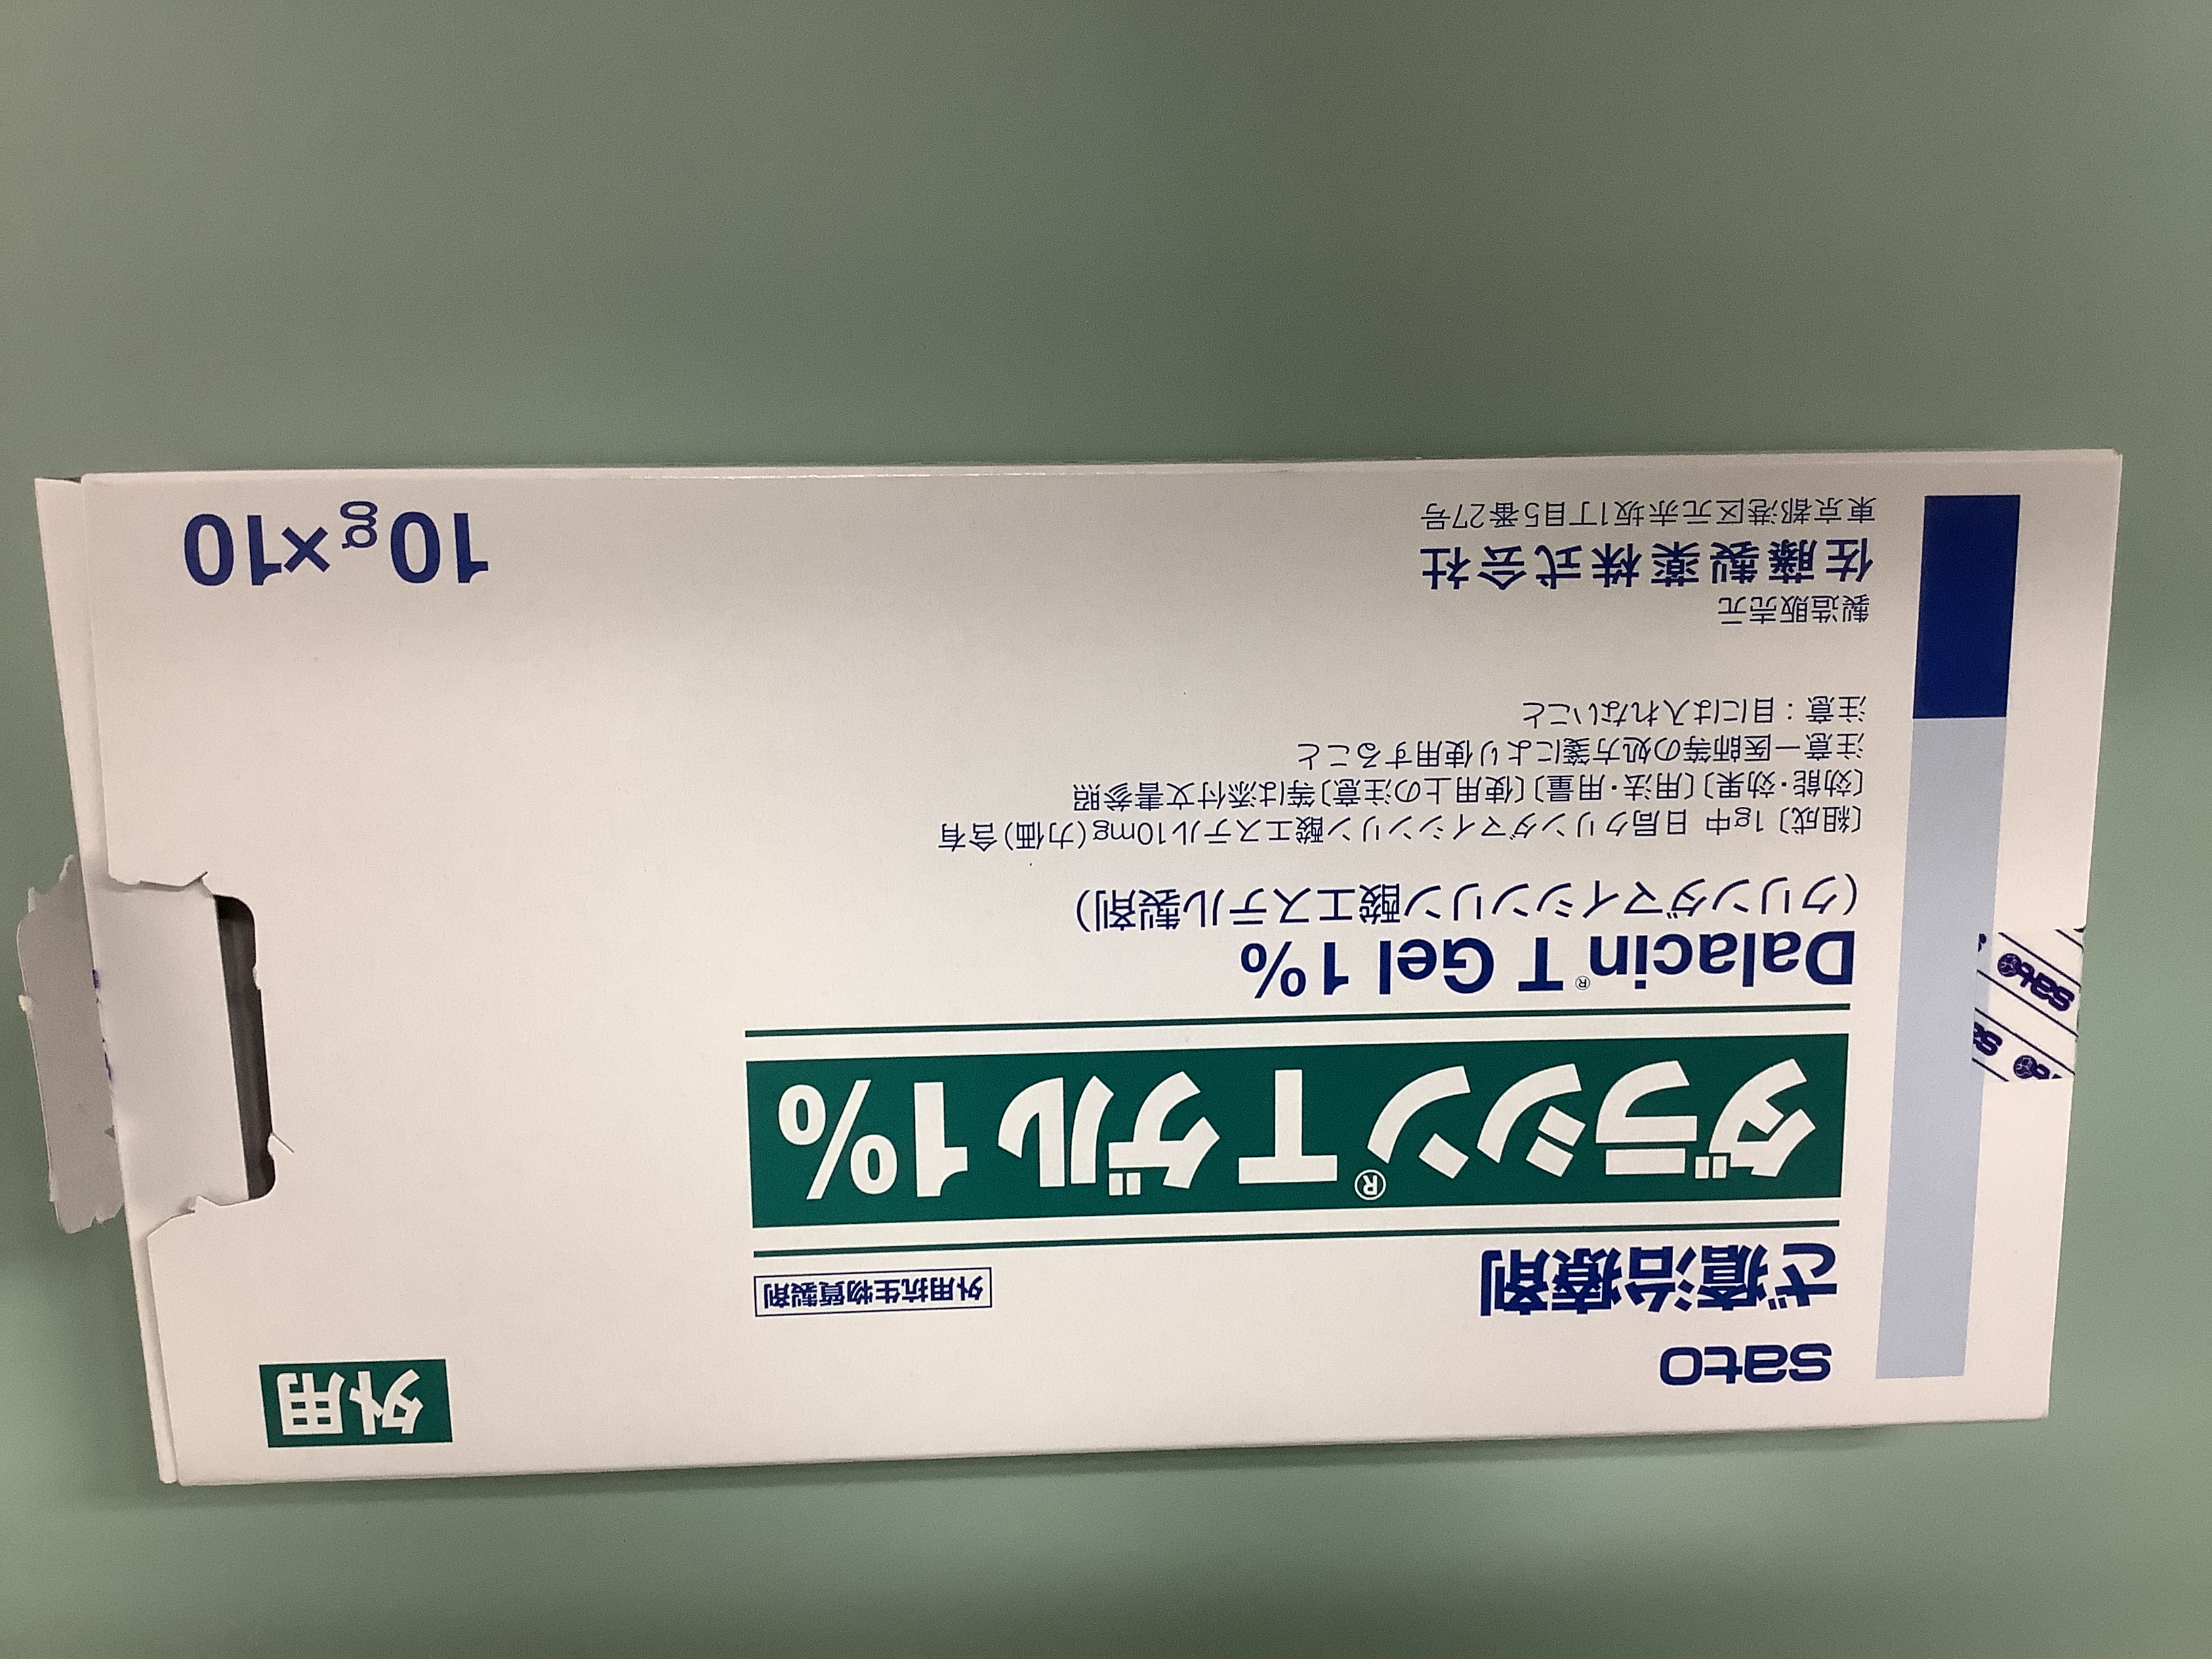 sato
外用
ざ瘡治療剤
外用抗生物質製剤
ダラシン®Tゲル1%
Dalacin®T Gel 1%
(クリンダマイシンリン酸エステル製剤)
〔組成〕1g中 日局クリンダマイシンリン酸エステル10mg(力価)含有
〔効能・効果〕〔用法・用量〕〔使用上の注意〕等は添付文書参照
注意－医師等の処方箋により使用すること
注意：目には入れないこと
製造販売元
佐藤製薬株式会社
東京都港区元赤坂1丁目5番27号
10g×10
sato